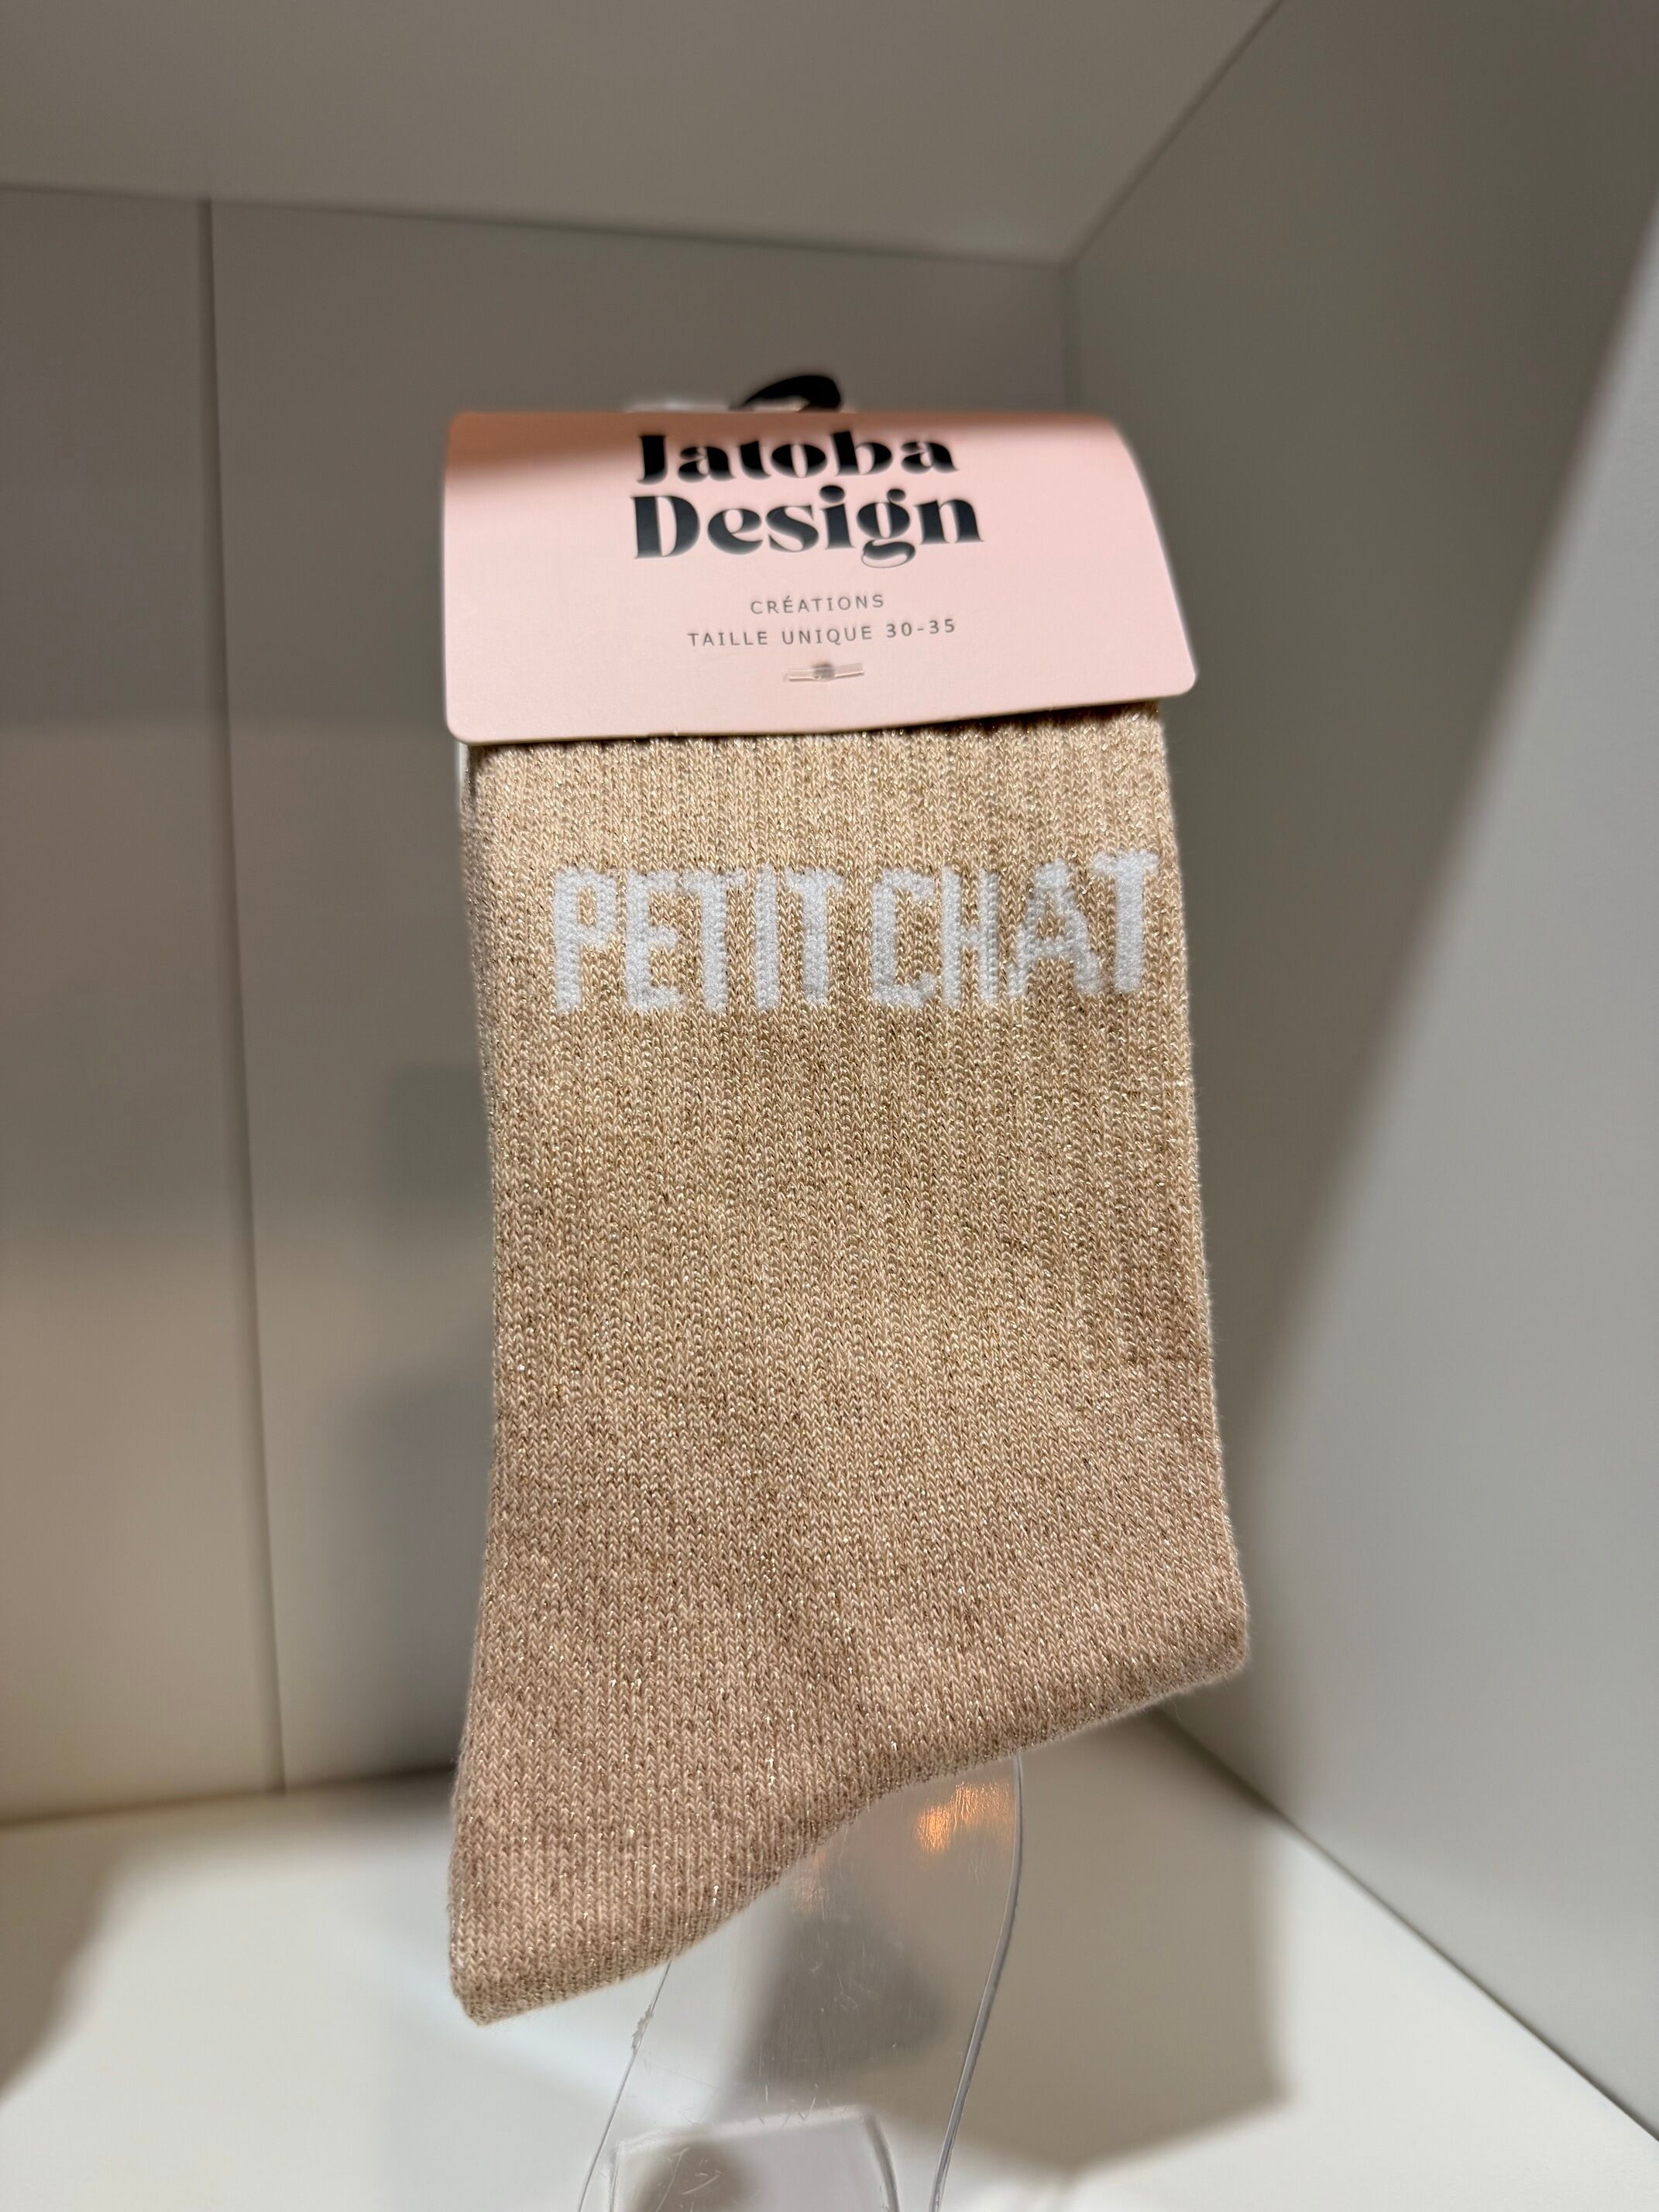 Jatoba
Design
CRÉATIONS
TAILLE UNIQUE 30-35
PETIT CHAT